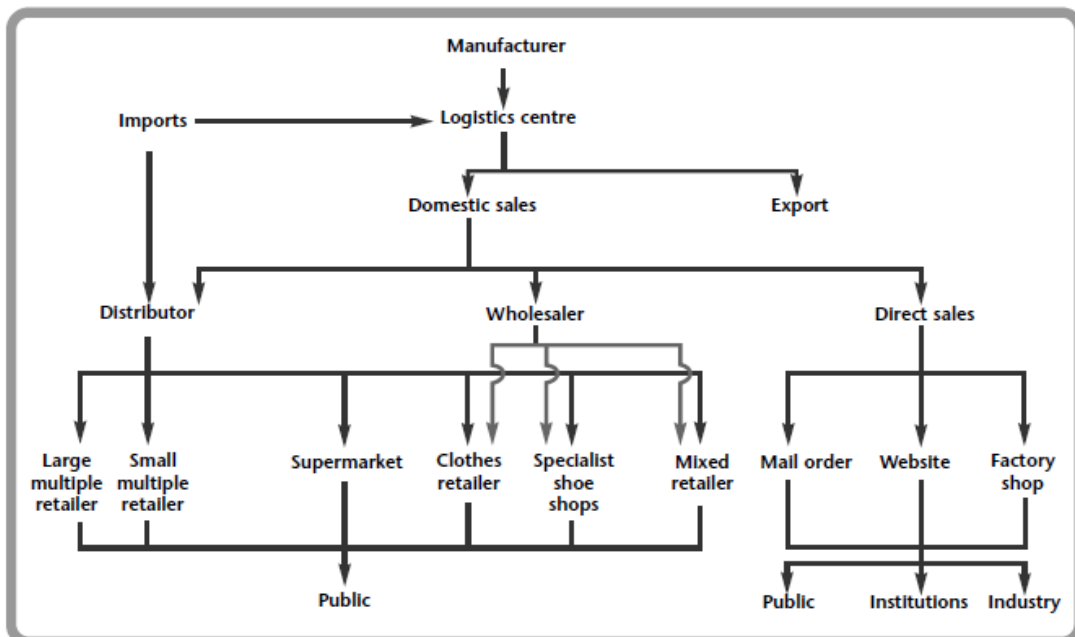 Manufacturer
Imports
Logistics centre
Domestic sales
Export
Distributor
Wholesaler
Direct sales
Large
multiple
retailer
Small
multiple
retailer
Supermarket
Clothes
retailer
Specialist
shoe
shops
Mixed
retailer
Mail order
Website
Factory
shop
Public
Public
Institutions
Industry